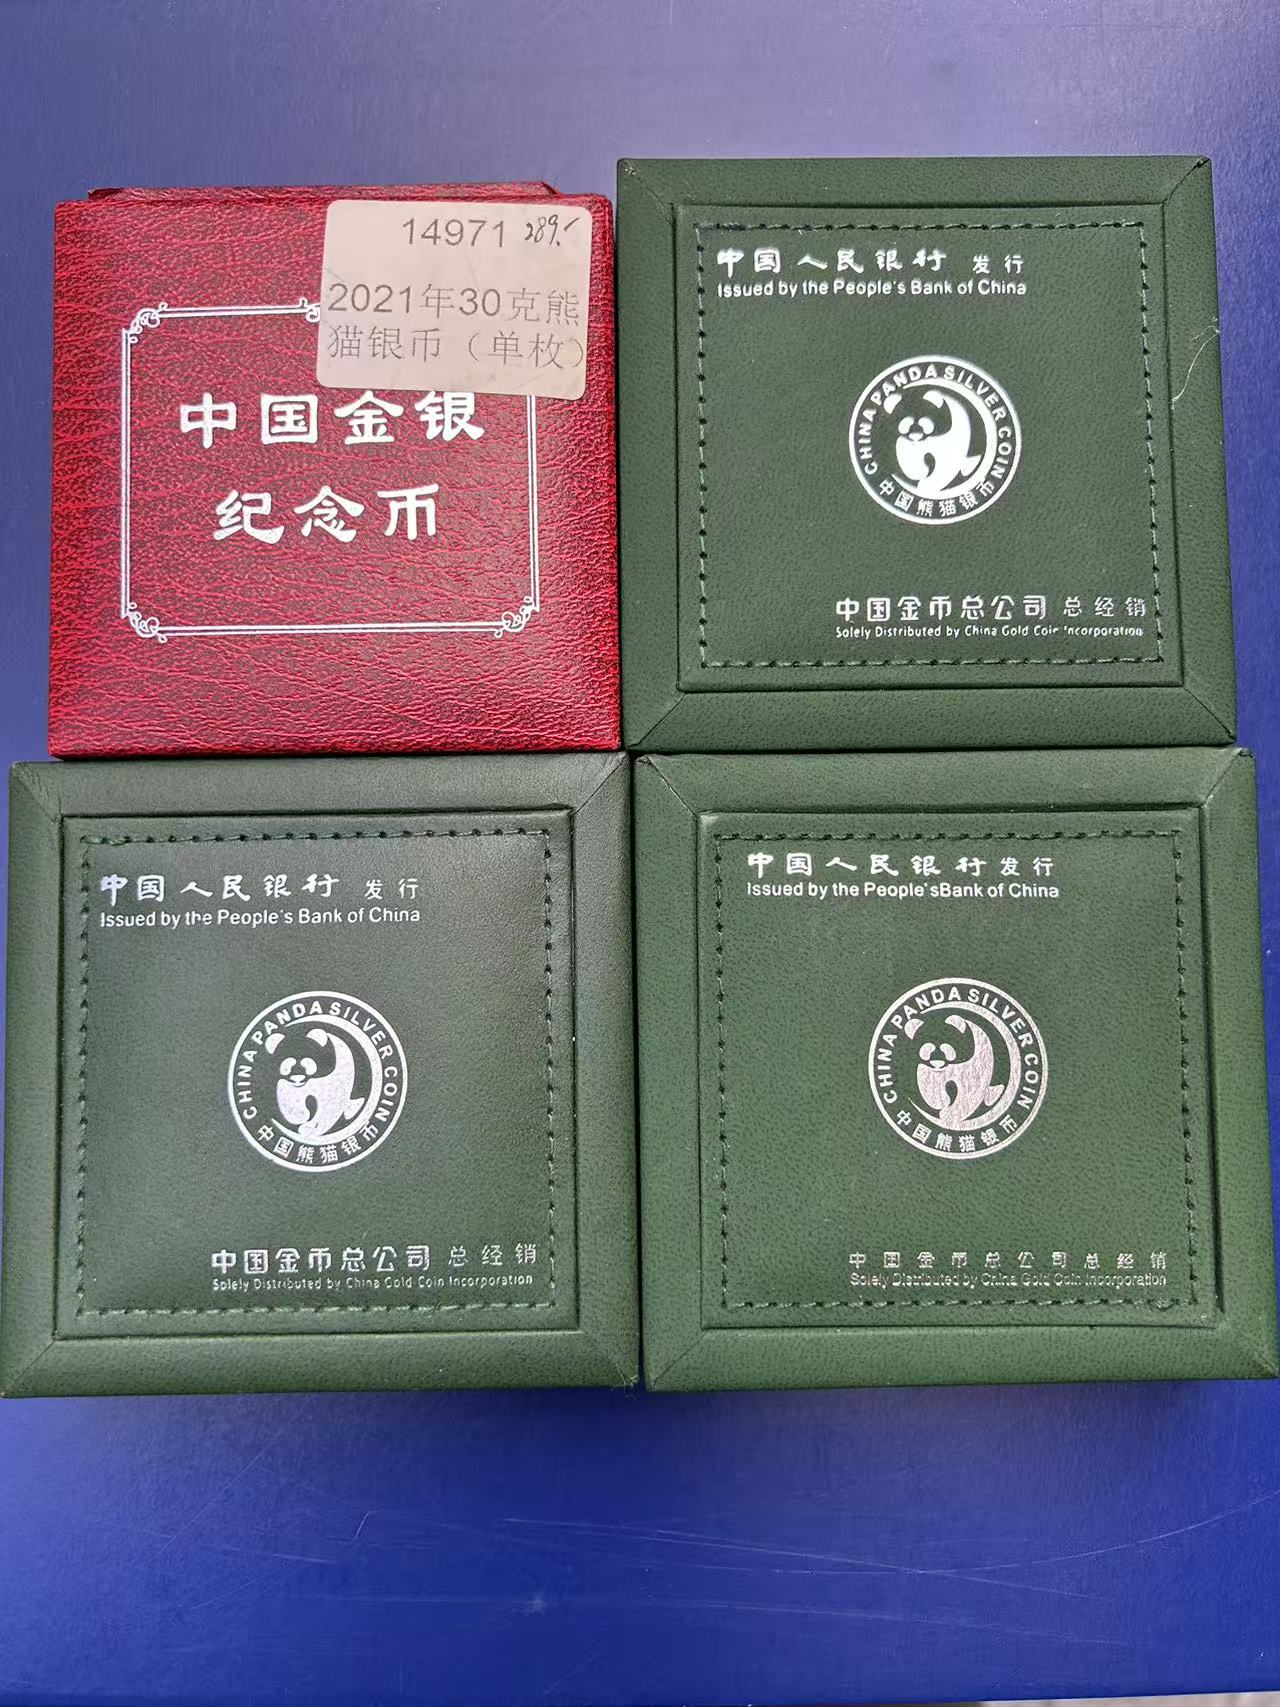 14971 289.-
2021年30克熊
猫银币（单枚）
中国金银
纪念币
中国人民银行 发行
Issued by the People's Bank of China
CHINA PANDA SILVER COIN
中国熊猫银币
中国金币总公司 总经销
Solely Distributed by China Gold Coin Incorporation
中国人民银行 发行
Issued by the People's Bank of China
CHINA PANDA SILVER COIN
中国熊猫银币
中国金币总公司 总经销
Solely Distributed by China Gold Coin Incorporation
中国人民银行 发行
Issued by the People'sBank of China
CHINA PANDA SILVER COIN
中国熊猫银币
中国金币总公司总经销
Solely Distributed by China Gold Coin Incorporation